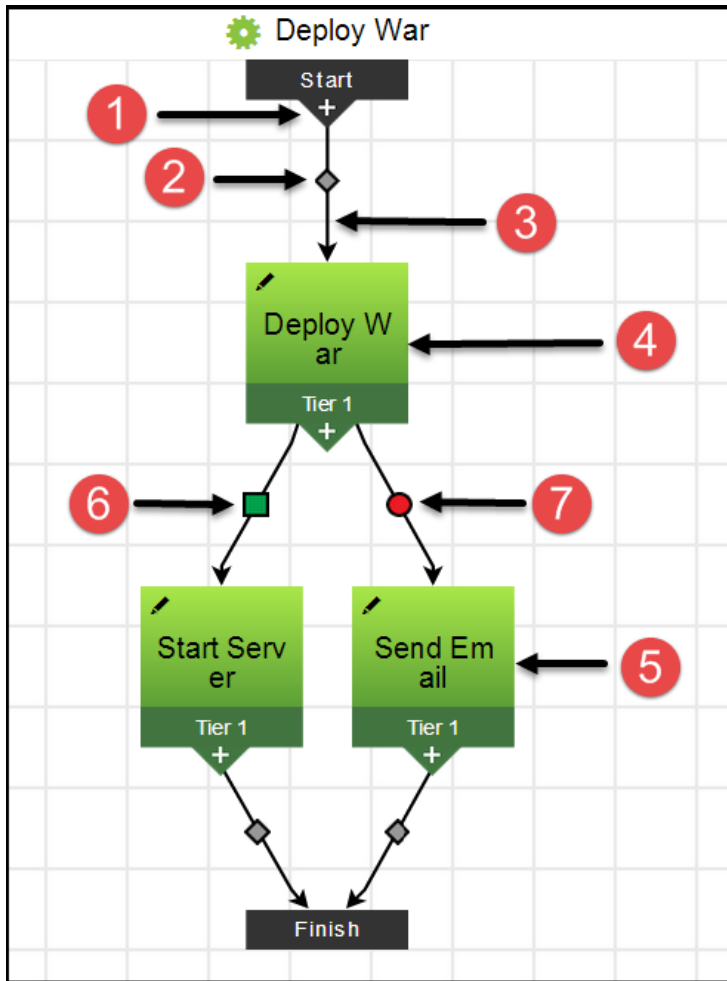 Deploy War
Start
+
1
2
3
Deploy W
ar
4
Tier 1
+
6
7
Start Serv
er
Send Em
ail
5
Tier 1
Tier 1
+
+
Finish